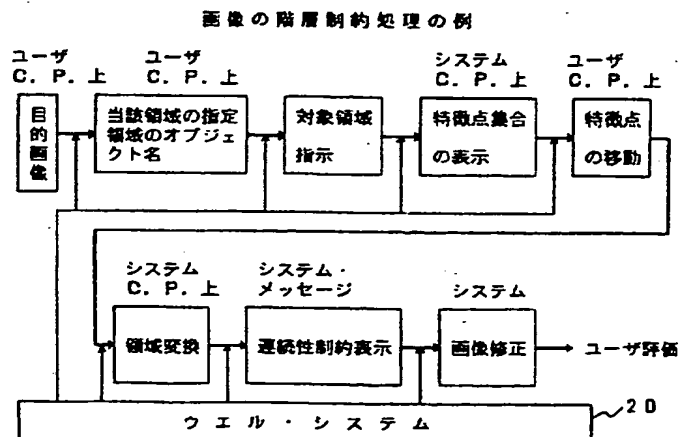 画像の階層制約処理の例
ユーザ
C. P. 上
ユーザ
C. P. 上
システム
C. P. 上
ユーザ
C. P. 上
目的画像
当該領域の指定
領域のオブジェ
クト名
対象領域
指示
特徴点集合
の表示
特徴点
の移動
システム
C. P. 上
システム・
メッセージ
システム
領域変換
連続性制約表示
画像修正
ユーザ評価
ウエル・システム
20